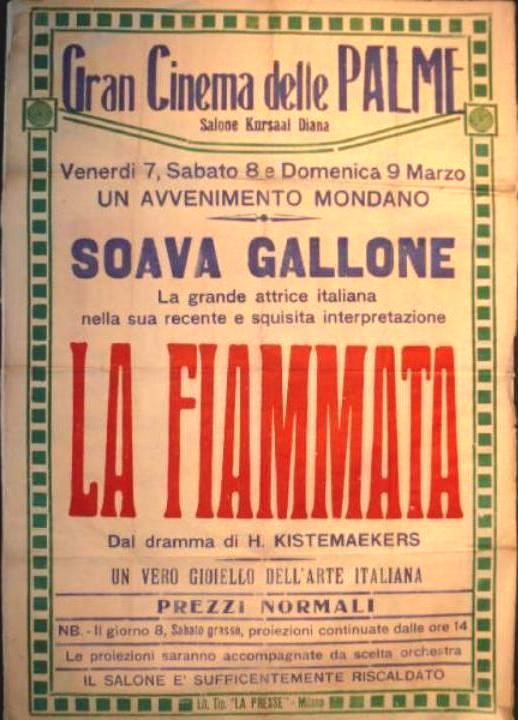 Gran Cinema delle PALME
Salone Kursaal Diana
Venerdi 7, Sabato 8 e Domenica 9 Marzo
UN AVVENIMENTO MONDANO
SOAVA GALLONE
La grande attrice italiana
nella sua recente e squisita interpretazione
LA FIAMMATA
Dal dramma di H. KISTEMAEKERS
UN VERO GIOIELLO DELL'ARTE ITALIANA
PREZZI NORMALI
NB. - Il giorno 8, Sabato grasso, proiezioni continuate dalle ore 14
Le proiezioni saranno accompagnate da scelta orchestra
IL SALONE E' SUFFICENTEMENTE RISCALDATO
Lit. Tip. "LA PRESSE" - Milano